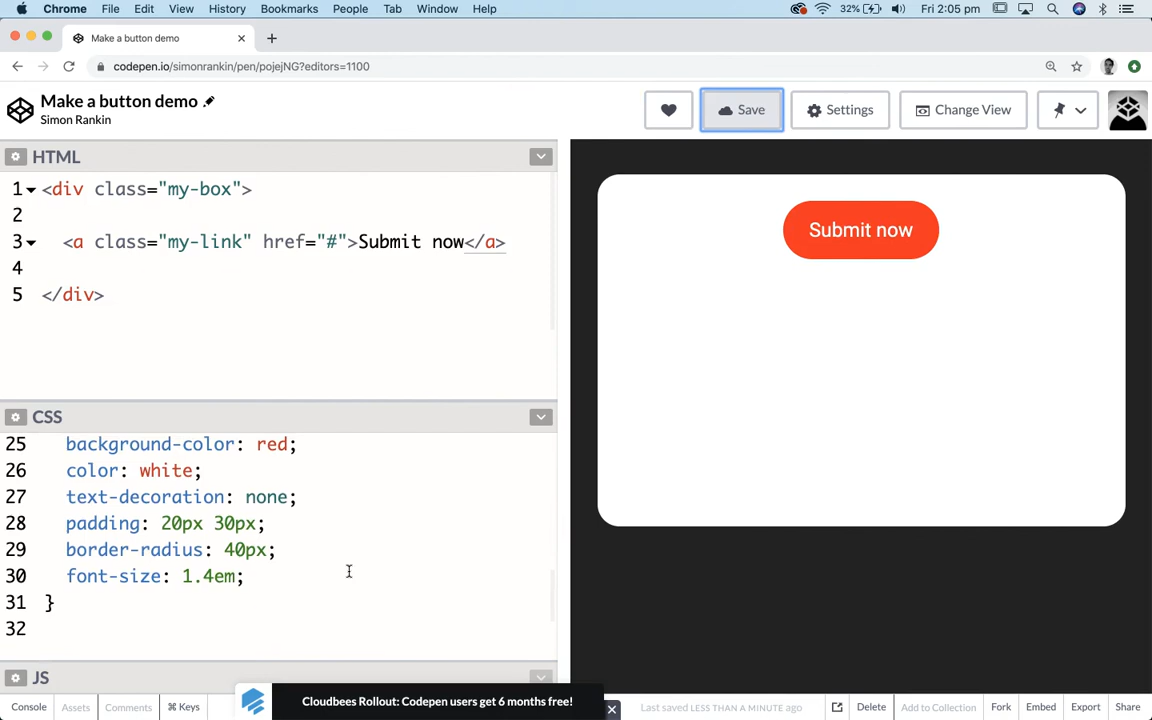 Chrome File Edit View History Bookmarks People Tab Window Help 32% Fri 2:05 pm
Make a button demo
codepen.io/simonrankin/pen/pojejNG?editors=1100
Make a button demo
Simon Rankin
Save Settings Change View
HTML
1 <div class="my-box">
2
3 <a class="my-link" href="#">Submit now</a>
4
5 </div>
Submit now
CSS
25 background-color: red;
26 color: white;
27 text-decoration: none;
28 padding: 20px 30px;
29 border-radius: 40px;
30 font-size: 1.4em;
31 }
32
JS
Cloudbees Rollout: Codepen users get 6 months free!
Console Assets Comments ⌘ Keys Last saved LESS THAN A MINUTE ago Delete Add to Collection Fork Embed Export Share